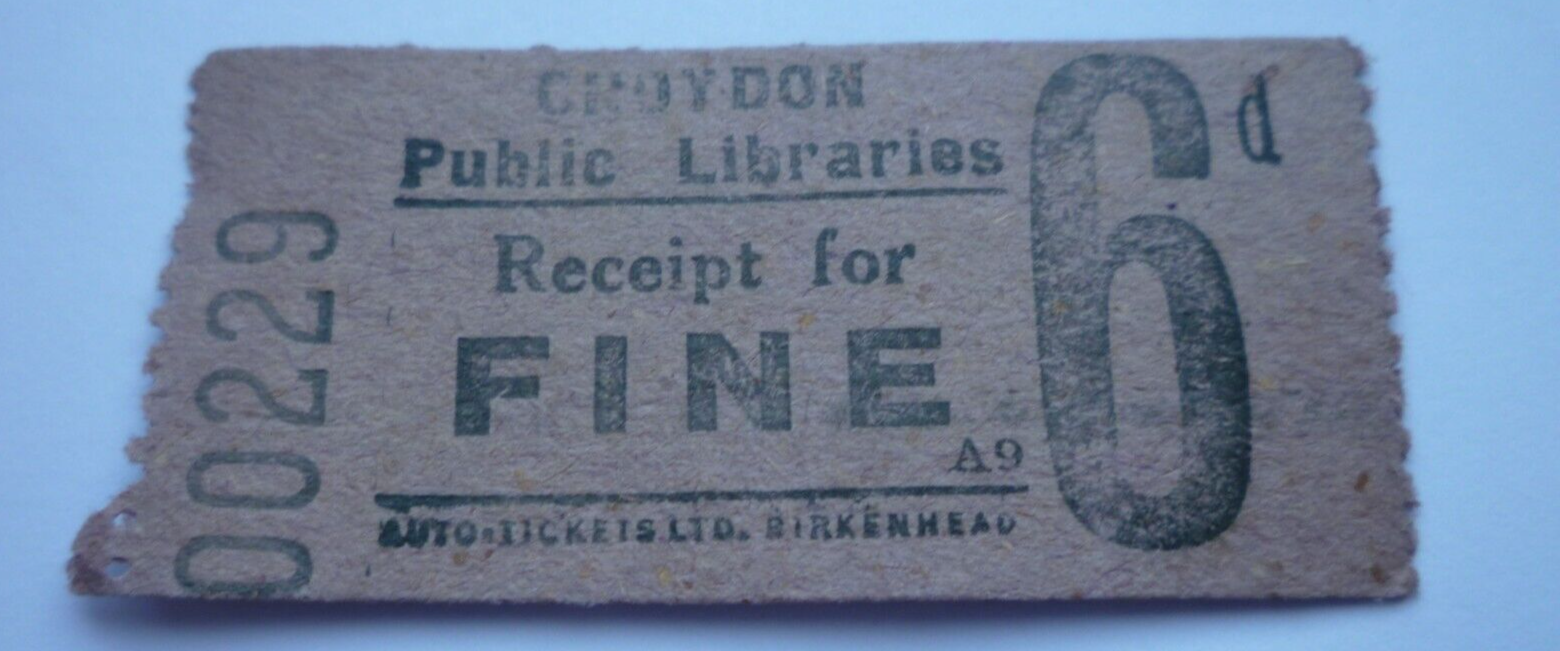 CROYDON
Public Libraries
Receipt for
FINE
A9
AUTO-TICKETS LTD. BIRKENHEAD
6d
00229